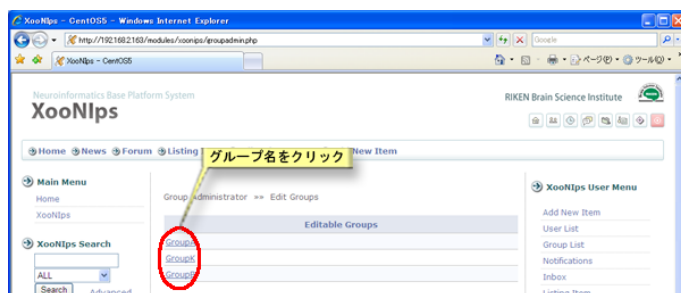 XooNIps - CentOS5 - Windows Internet Explorer
http://192.168.2.163/modules/xoonips/groupadmin.php
Google
XooNIps - CentOS5
ページ(P)
ツール(O)
Neuroinformatics Base Platform System
XooNIps
RIKEN Brain Science Institute
Home News Forum Listing
New Item
グループ名をクリック
Main Menu
Home
XooNIps
XooNIps Search
ALL
Search Advanced
Group Administrator »» Edit Groups
Editable Groups
GroupA
GroupK
GroupB
XooNIps User Menu
Add New Item
User List
Group List
Notifications
Inbox
Listing Item